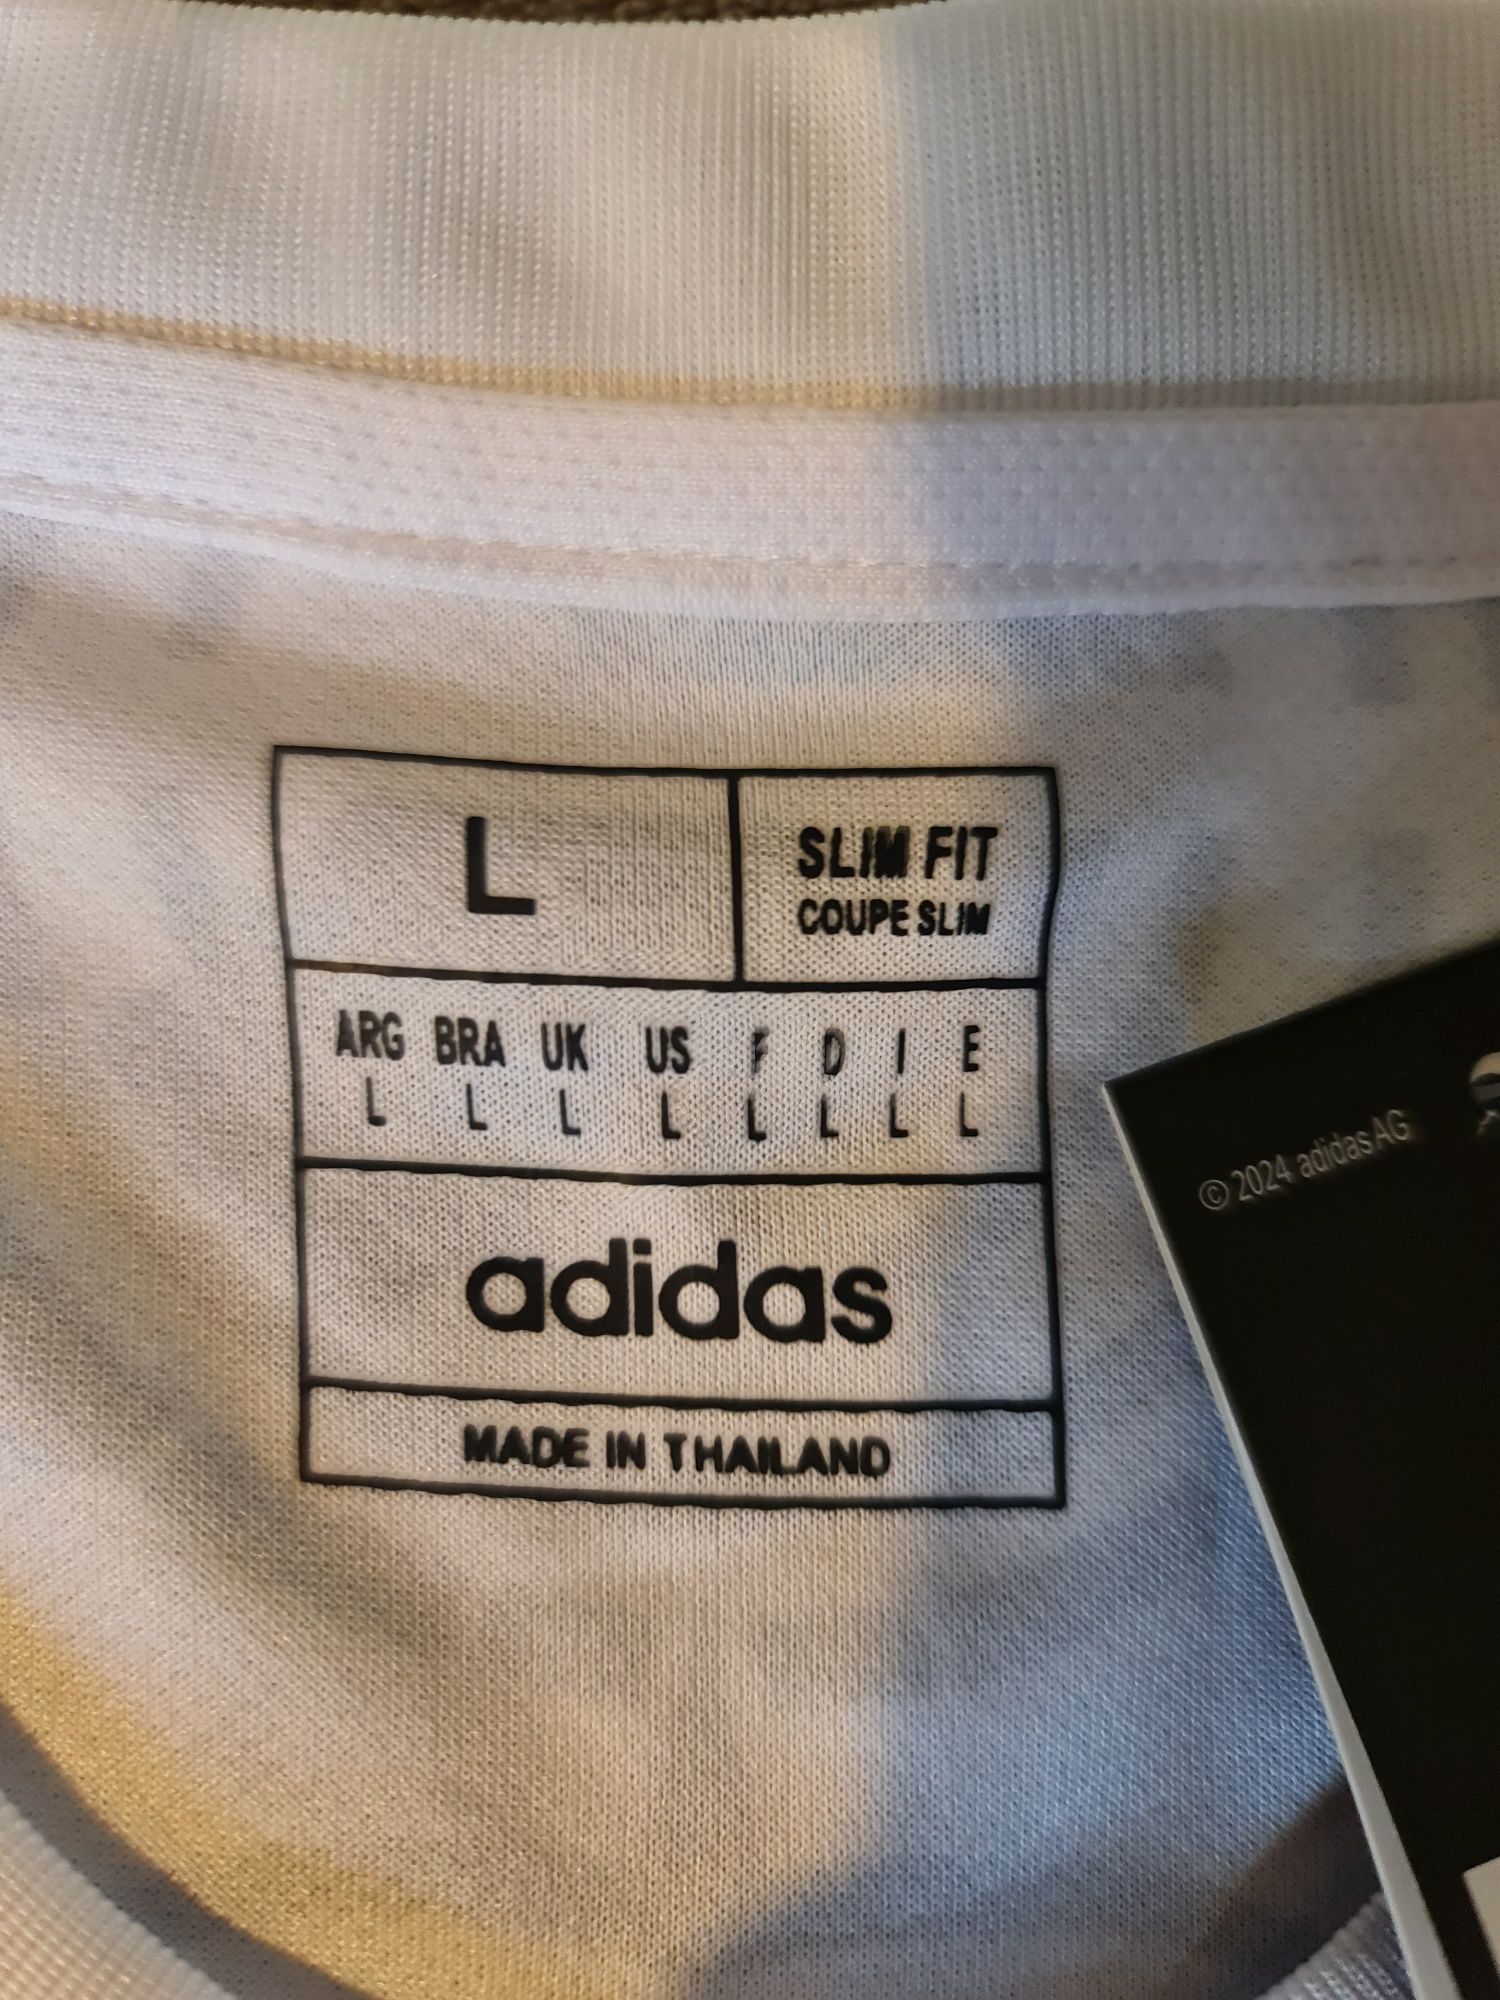 L
SLIM FIT
COUPE SLIM
ARG BRA UK US F D I E
L L L L L L L L
adidas
MADE IN THAILAND
© 2024 adidas AG